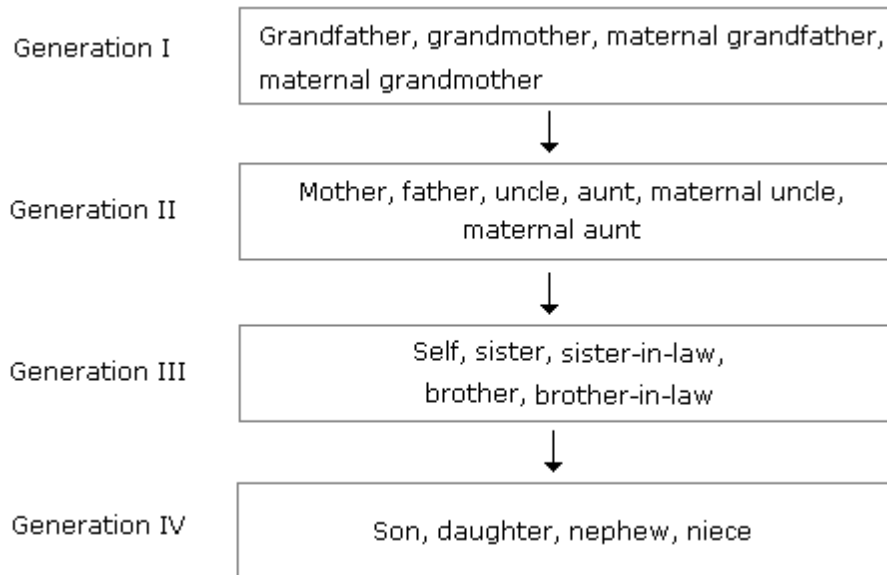 Generation I
Grandfather, grandmother, maternal grandfather,
maternal grandmother
Generation II
Mother, father, uncle, aunt, maternal uncle,
maternal aunt
Generation III
Self, sister, sister-in-law,
brother, brother-in-law
Generation IV
Son, daughter, nephew, niece